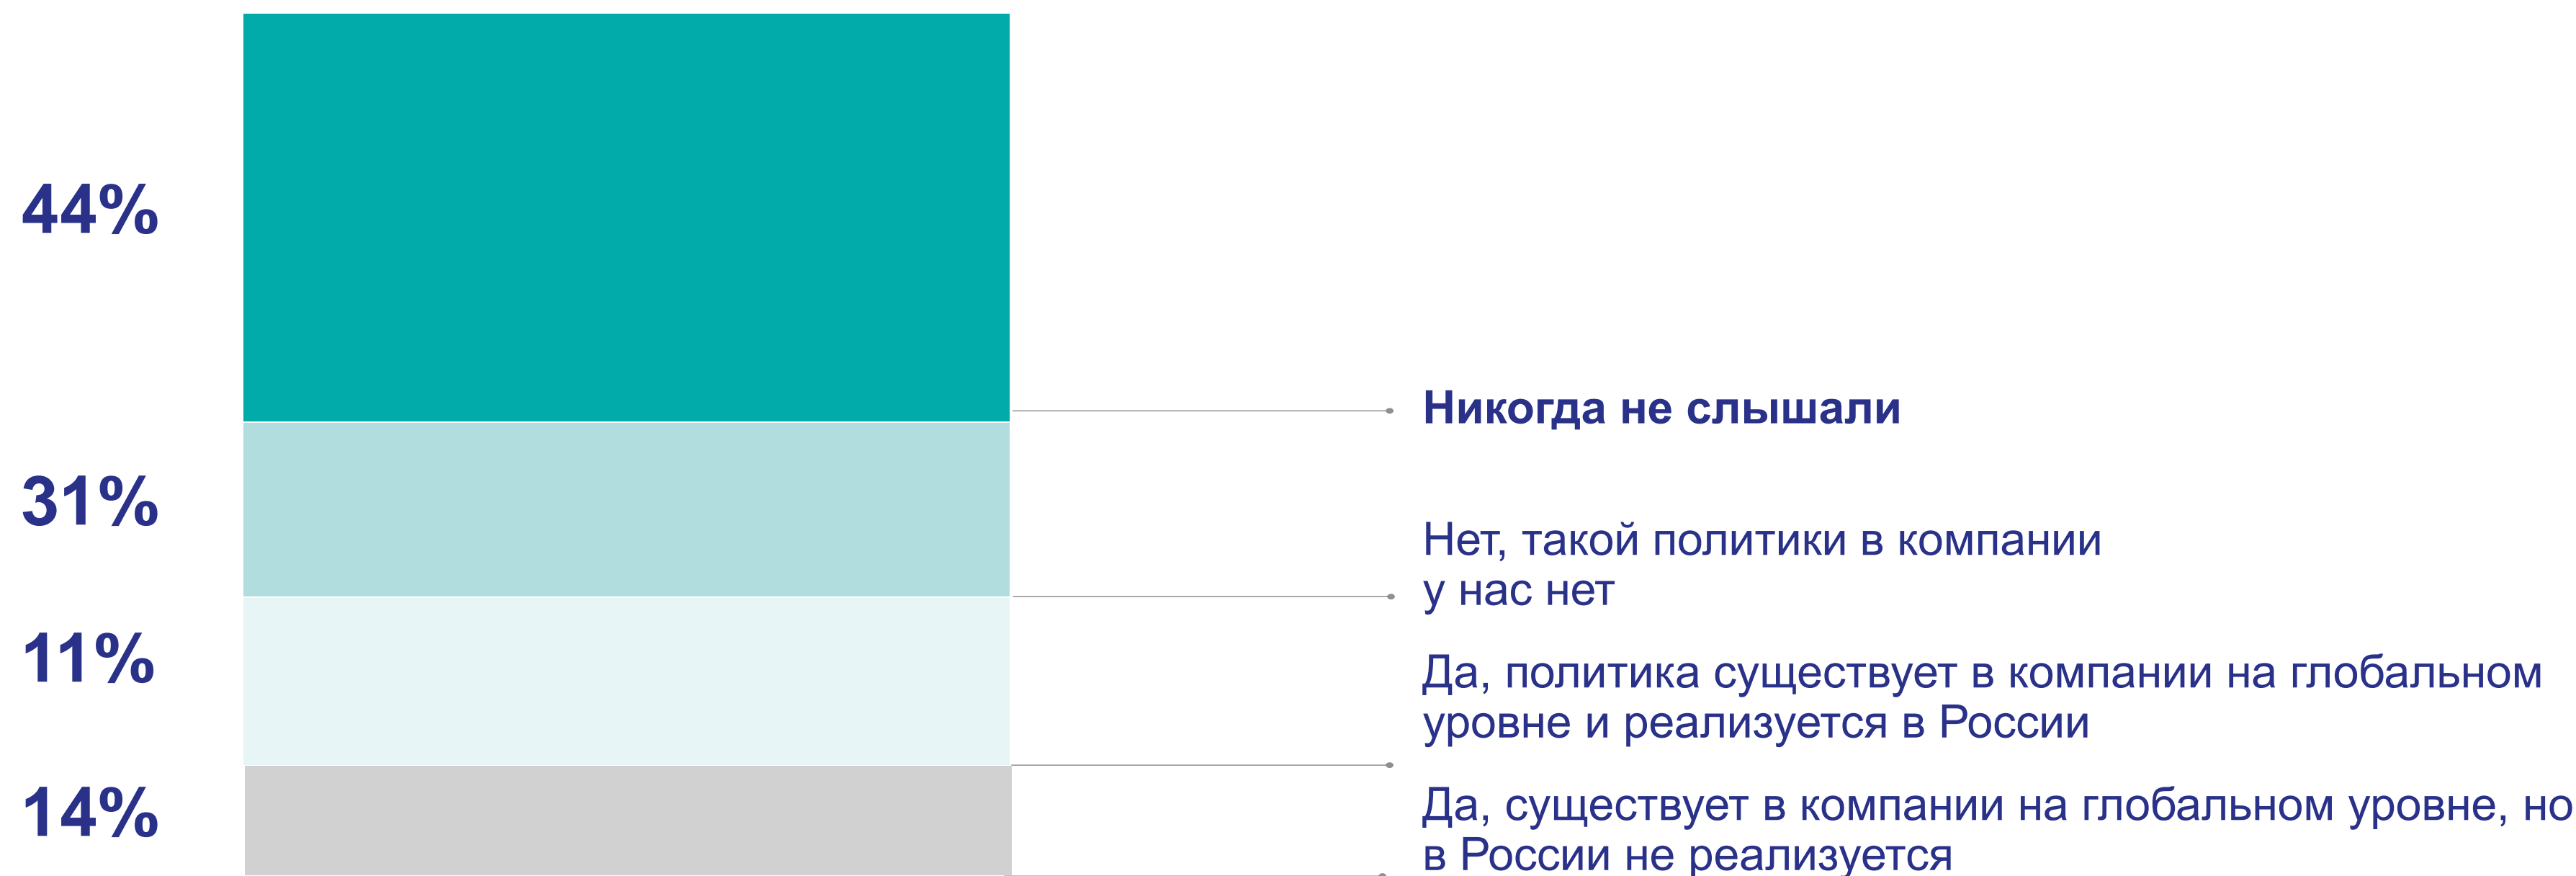 44%
Никогда не слышали
31%
Нет, такой политики в компании
у нас нет
11%
Да, политика существует в компании на глобальном
уровне и реализуется в России
14%
Да, существует в компании на глобальном уровне, но
в России не реализуется